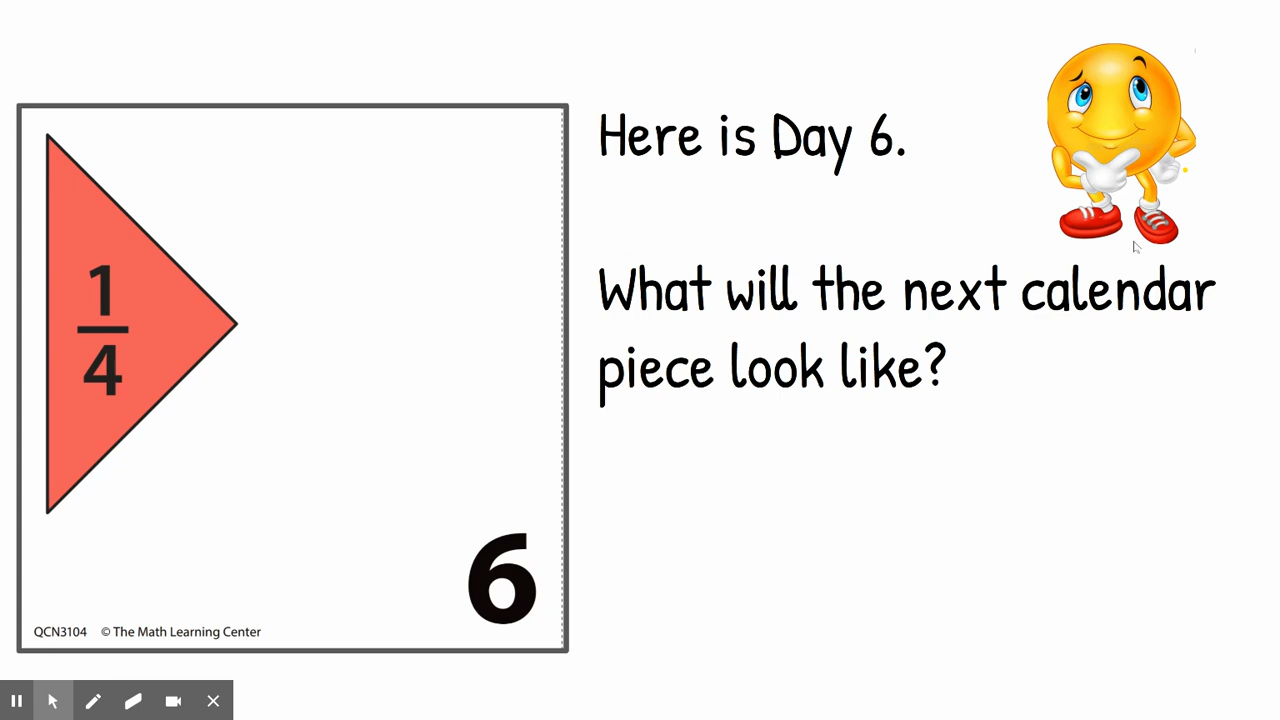 1
4
6
QCN3104 © The Math Learning Center
Here is Day 6.
What will the next calendar
piece look like?